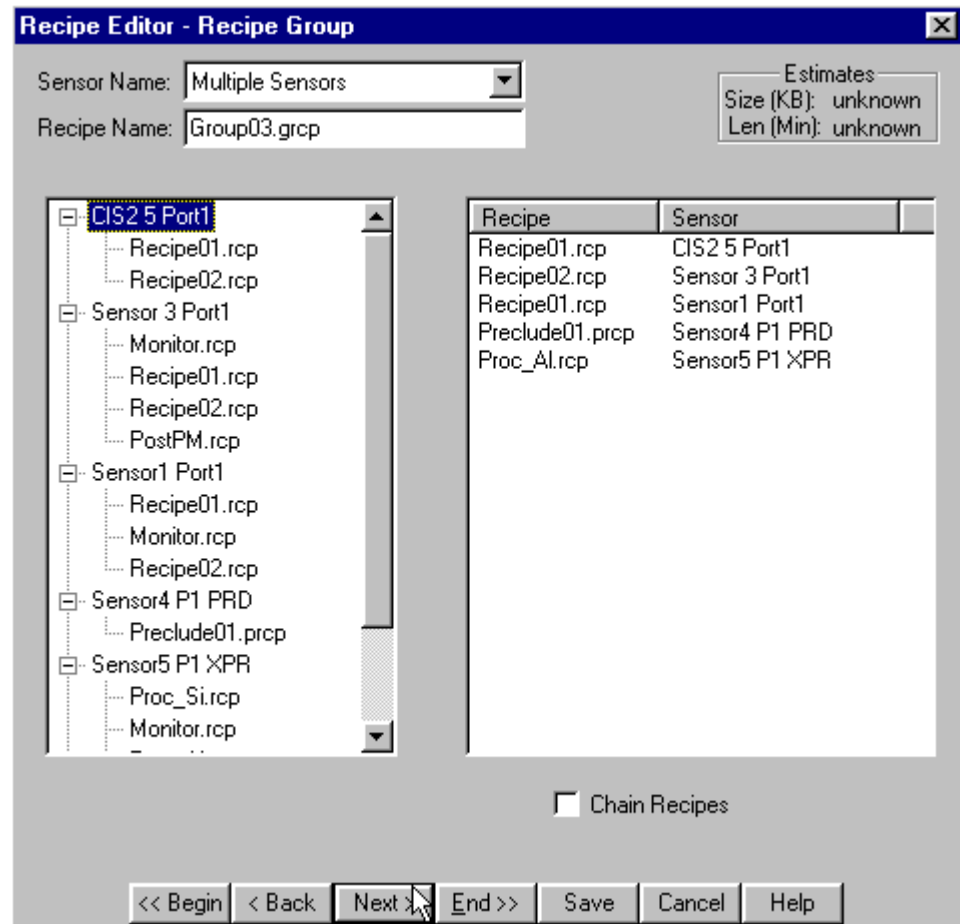 Recipe Editor - Recipe Group
Sensor Name: Multiple Sensors
Recipe Name: Group03.grcp
Estimates
Size (KB): unknown
Len (Min): unknown
CIS2 5 Port1
Recipe01.rcp
Recipe02.rcp
Sensor 3 Port1
Monitor.rcp
Recipe01.rcp
Recipe02.rcp
PostPM.rcp
Sensor1 Port1
Recipe01.rcp
Monitor.rcp
Recipe02.rcp
Sensor4 P1 PRD
Preclude01.prcp
Sensor5 P1 XPR
Proc_Si.rcp
Monitor.rcp
Recipe Sensor
Recipe01.rcp CIS2 5 Port1
Recipe02.rcp Sensor 3 Port1
Recipe01.rcp Sensor1 Port1
Preclude01.prcp Sensor4 P1 PRD
Proc_Al.rcp Sensor5 P1 XPR
Chain Recipes
<< Begin < Back Next > End >> Save Cancel Help